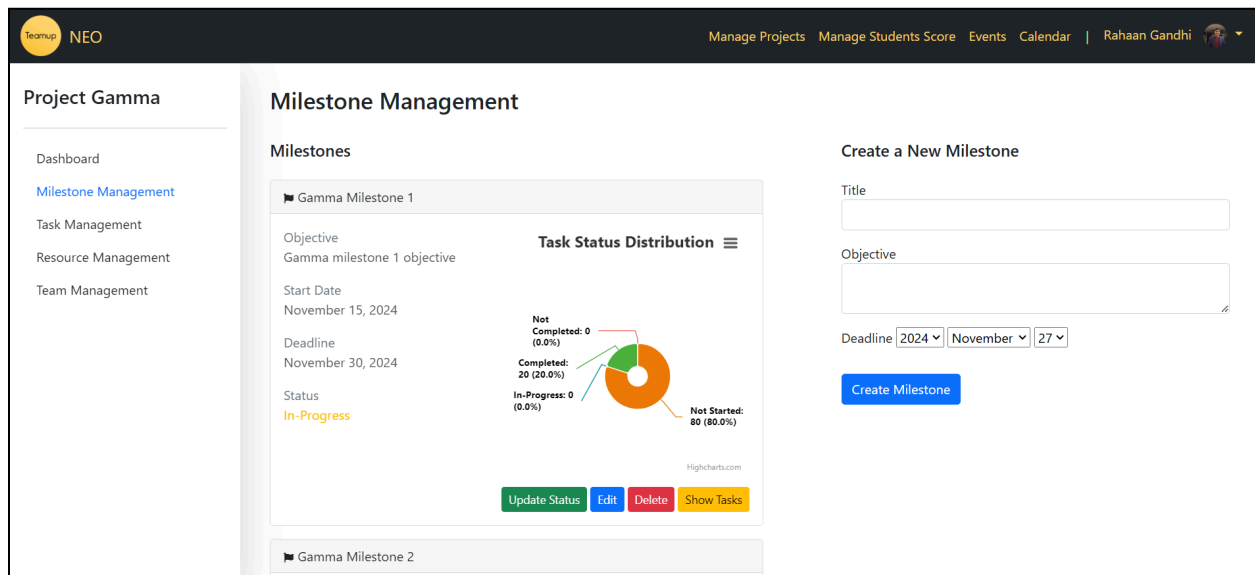 Teamup
NEO
Manage Projects Manage Students Score Events Calendar | Rahaan Gandhi
Project Gamma
Dashboard
Milestone Management
Task Management
Resource Management
Team Management
Milestone Management
Milestones
Gamma Milestone 1
Objective
Gamma milestone 1 objective
Start Date
November 15, 2024
Deadline
November 30, 2024
Status
In-Progress
Task Status Distribution
Not
Completed: 0
(0.0%)
Completed:
20 (20.0%)
In-Progress: 0
(0.0%)
Not Started:
80 (80.0%)
Highcharts.com
Update Status Edit Delete Show Tasks
Gamma Milestone 2
Create a New Milestone
Title
Objective
Deadline 2024 November 27
Create Milestone